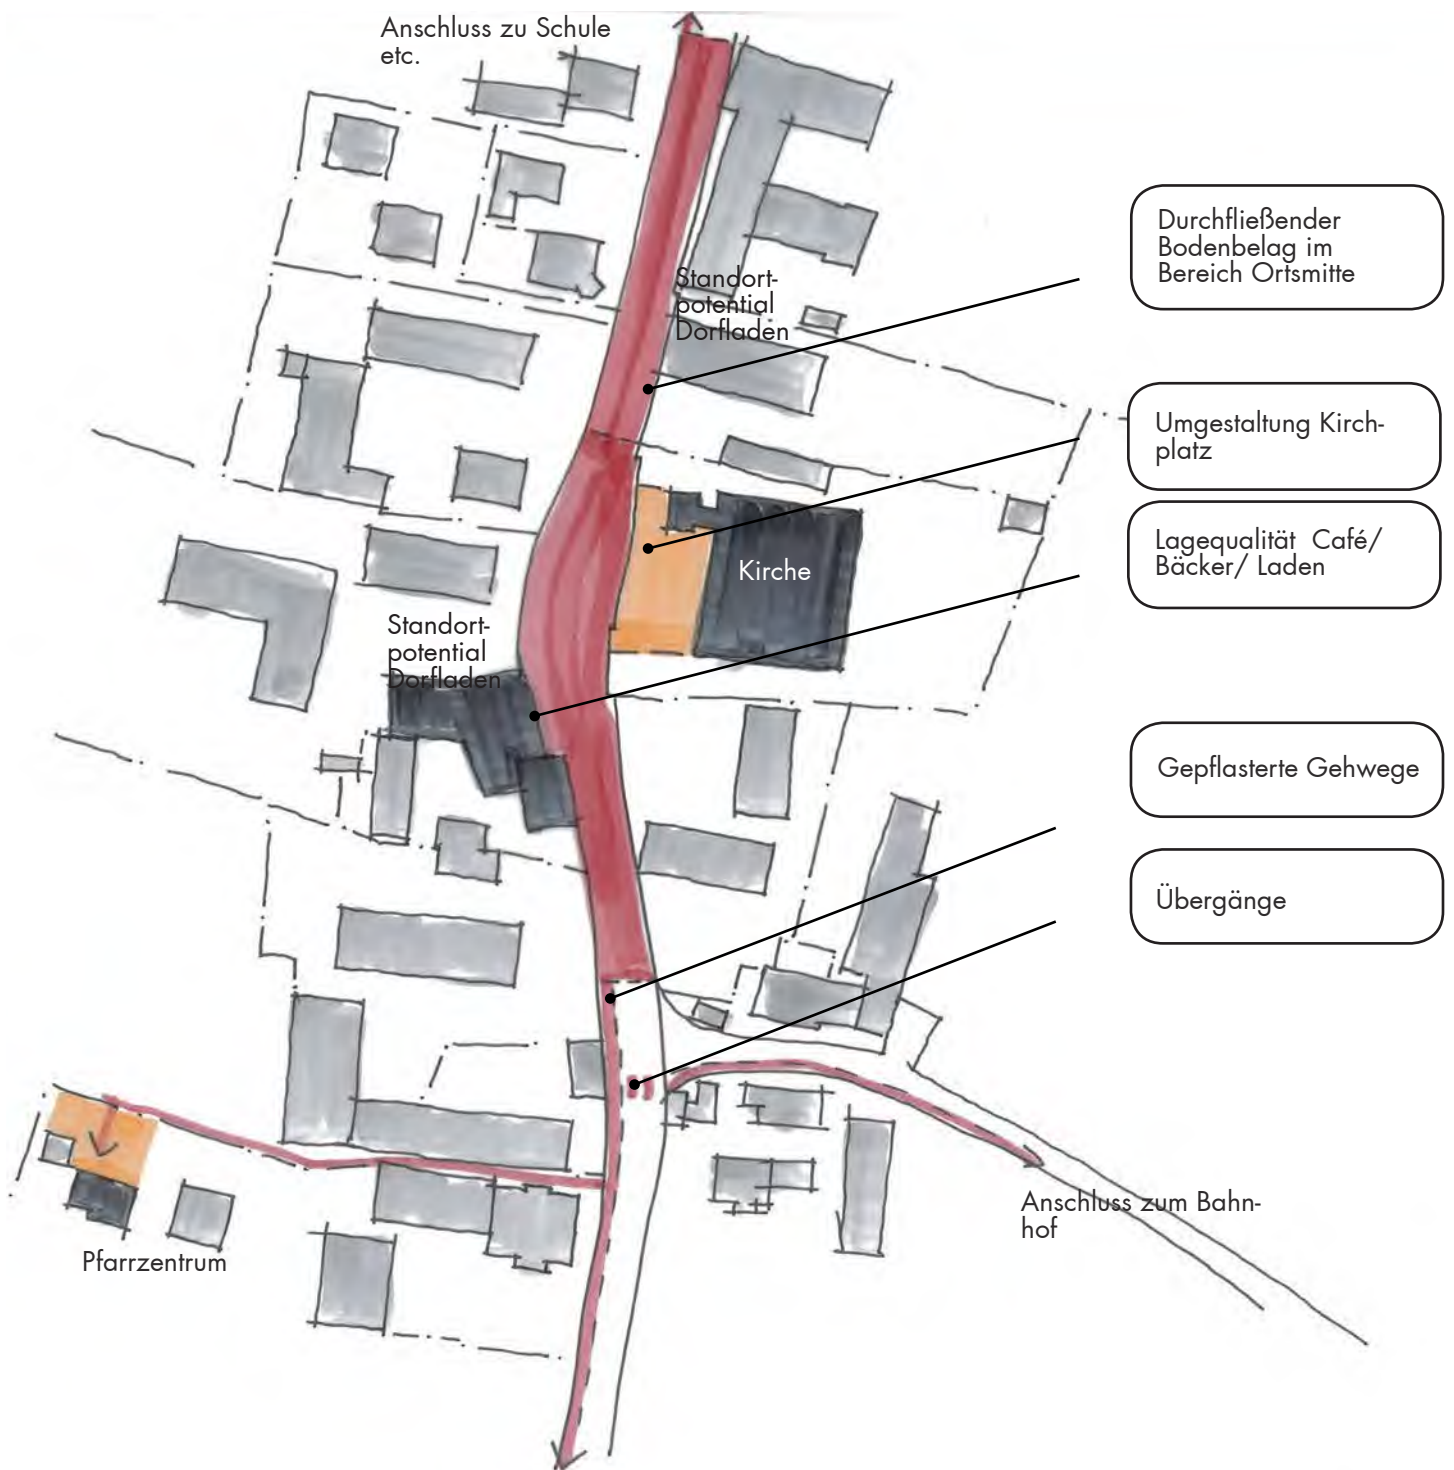 Anschluss zu Schule
etc.
Durchfließender
Bodenbelag im
Bereich Ortsmitte
Standort-
potential
Dorfladen
Umgestaltung Kirch-
platz
Lagequalität Café/
Bäcker/ Laden
Kirche
Standort-
potential
Dorfladen
Gepflasterte Gehwege
Übergänge
Anschluss zum Bahn-
hof
Pfarrzentrum